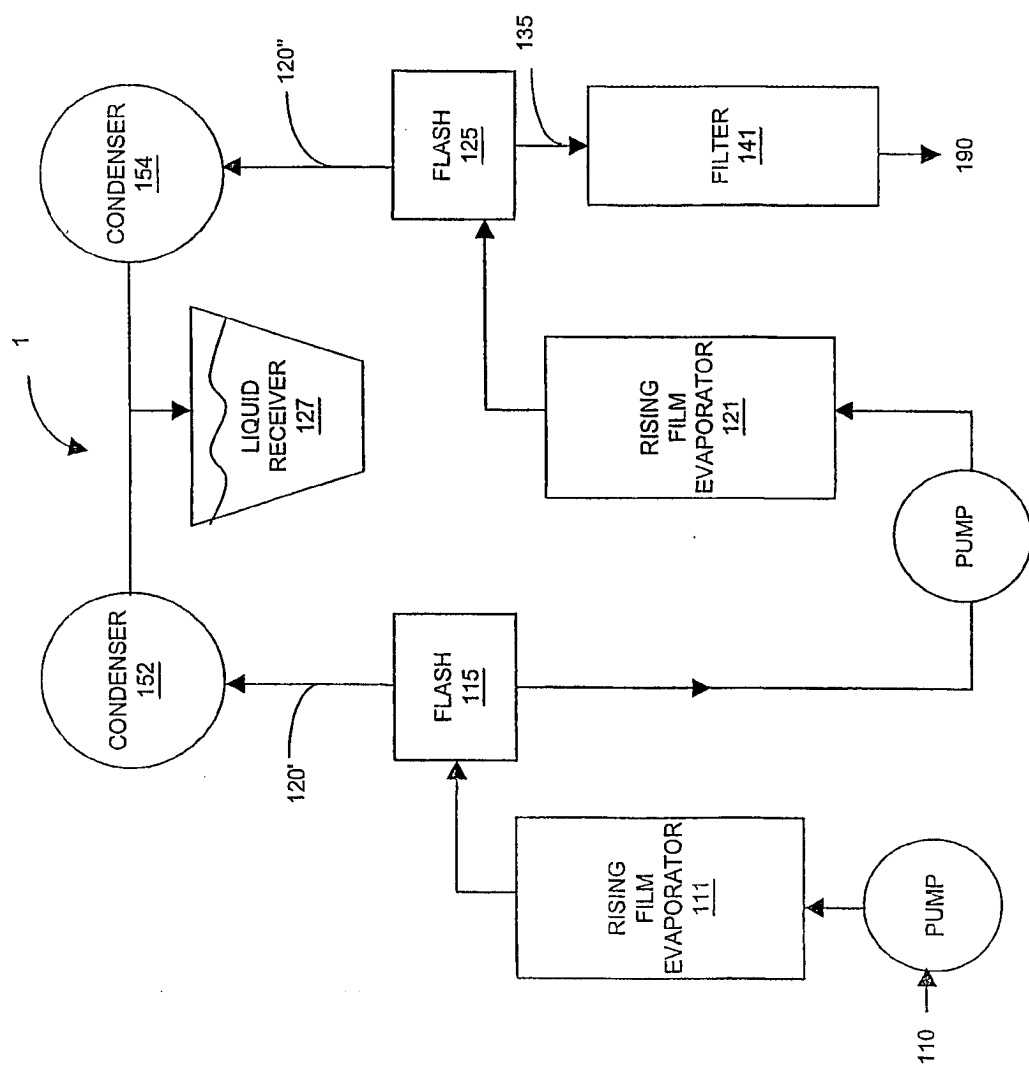 1
CONDENSER
152
CONDENSER
154
120'
120"
LIQUID
RECEIVER
127
FLASH
115
FLASH
125
135
RISING
FILM
EVAPORATOR
111
RISING
FILM
EVAPORATOR
121
FILTER
141
110
PUMP
PUMP
190